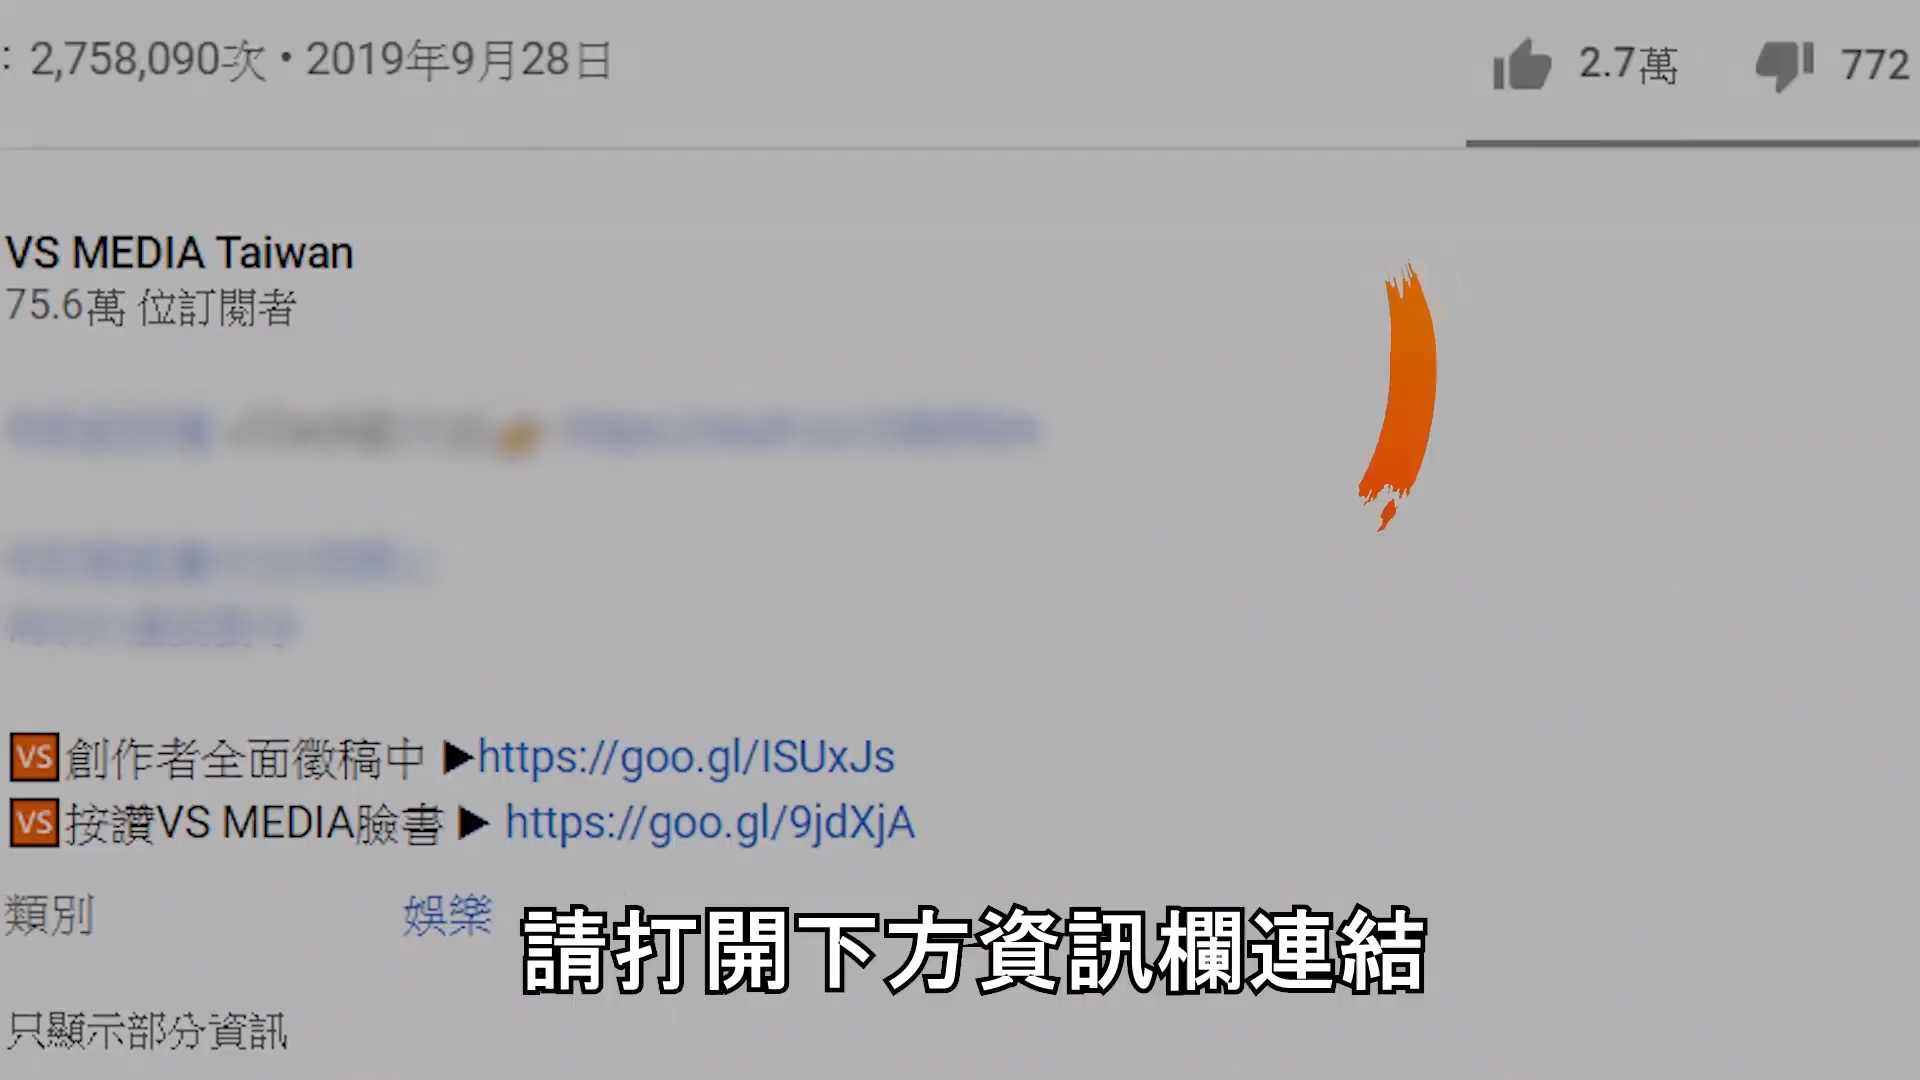 : 2,758,090次 • 2019年9月28日
2.7萬 772
VS MEDIA Taiwan
75.6萬 位訂閱者
VS創作者全面徵稿中 ▶https://goo.gl/ISUxJs
VS按讚VS MEDIA臉書 ▶ https://goo.gl/9jdXjA
類別 娛樂
請打開下方資訊欄連結
只顯示部分資訊